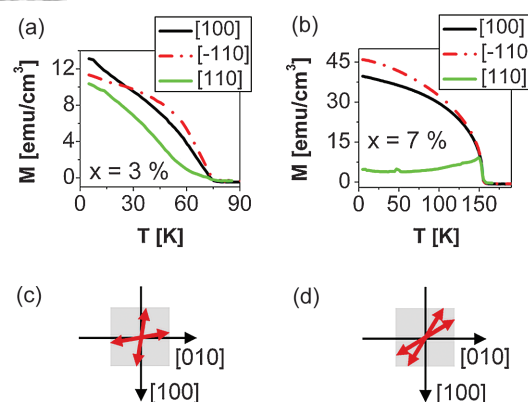 (a)
[100]
[-110]
[110]
12
8
4
0
M [emu/cm³]
x = 3 %
0 30 60 90
T [K]
(b)
[100]
[-110]
[110]
45
30
15
0
M [emu/cm³]
x = 7 %
0 50 100 150
T [K]
(c)
[010]
[100]
(d)
[010]
[100]